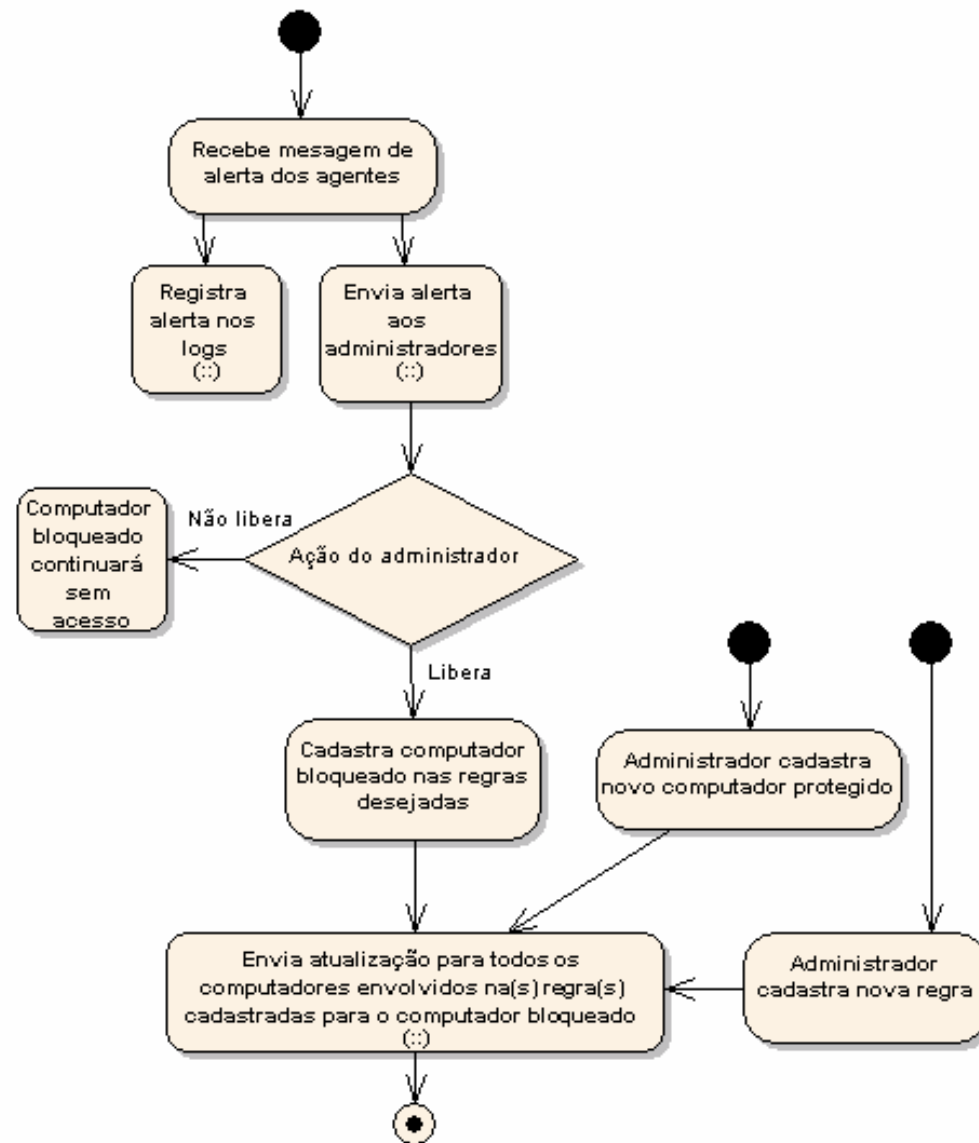 Recebe mesagem de
alerta dos agentes
Registra
alerta nos
logs
(::)
Envia alerta
aos
administradores
(::)
Computador
bloqueado
continuará
sem
acesso
Não libera
Ação do administrador
Libera
Cadastra computador
bloqueado nas regras
desejadas
Administrador cadastra
novo computador protegido
Envia atualização para todos os
computadores envolvidos na(s) regra(s)
cadastradas para o computador bloqueado
(::)
Administrador
cadastra nova regra